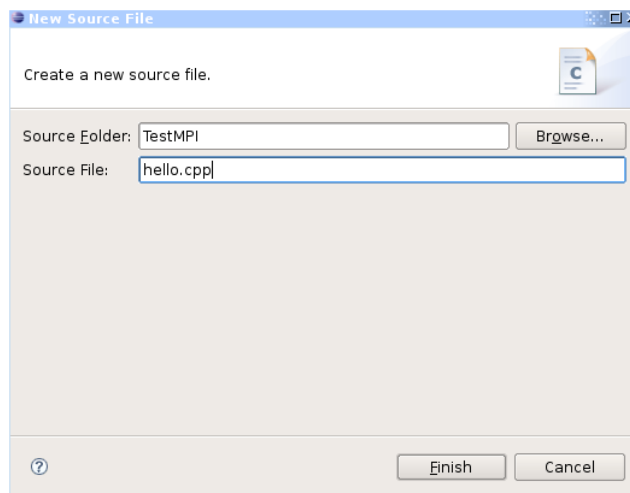 New Source File
Create a new source file.
c
Source Folder: TestMPI Browse...
Source File: hello.cpp
? Finish Cancel